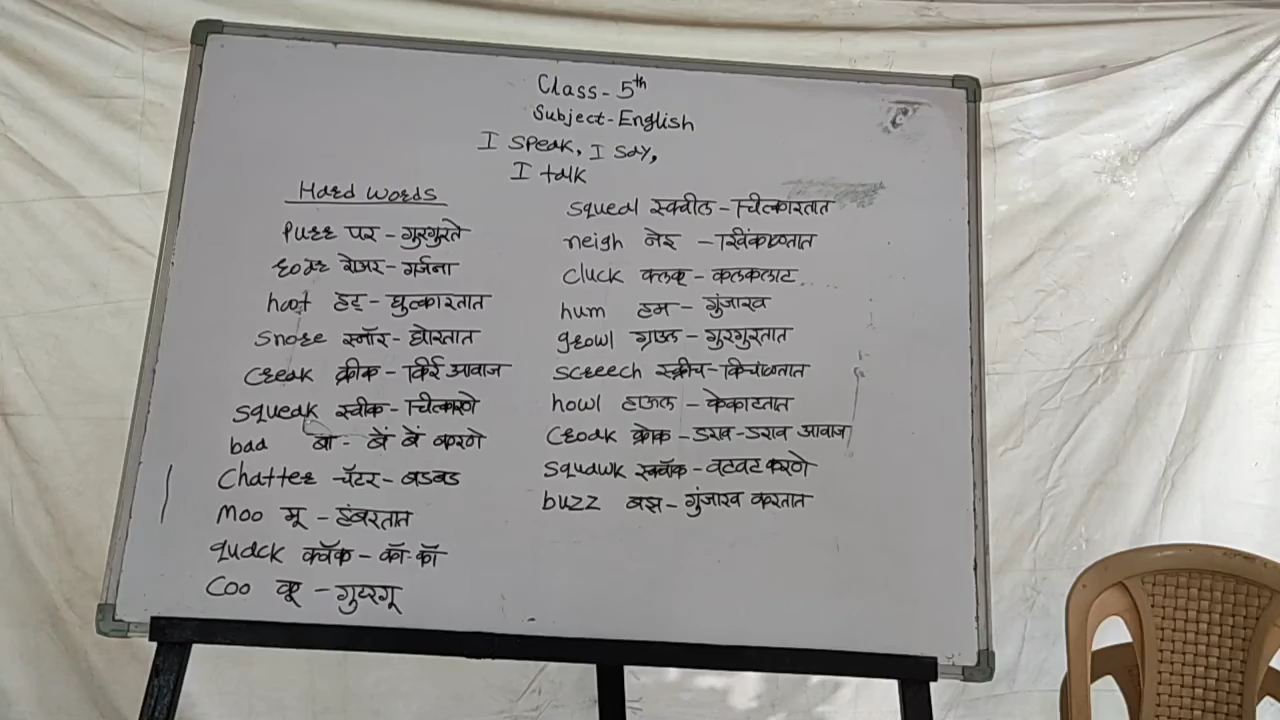 Class - 5th
Subject - English
I speak, I say,
I talk
Hard words
Purr पर - गुरगुरते
roar रोअर - गर्जना
hoot हूट् - घुत्कारतात
snore स्नॉर - घोरतात
creak क्रीक - किर्र आवाज
squeak स्वीक - चित्कारणे
baa बा - बें बें करणे
Chatter चॅटर - बडबड
Moo मू - हंबरतात
quack क्वॅक - कॅा-कॅा
Coo कू - गुटरगू
squeal स्क्वील - चित्कारतात
neigh नेइ - खिंकाळतात
cluck क्लक् - कलकलाट
hum हम - गुंजारव
growl ग्राऊल - गुरगुरतात
screech स्क्रीच - किंचाळतात
howl हाऊल - केकाटतात
croak क्रोक - डराव-डराव आवाज
squawk स्क्वॉक - वटवट करणे
buzz बझ - गुंजारव करतात